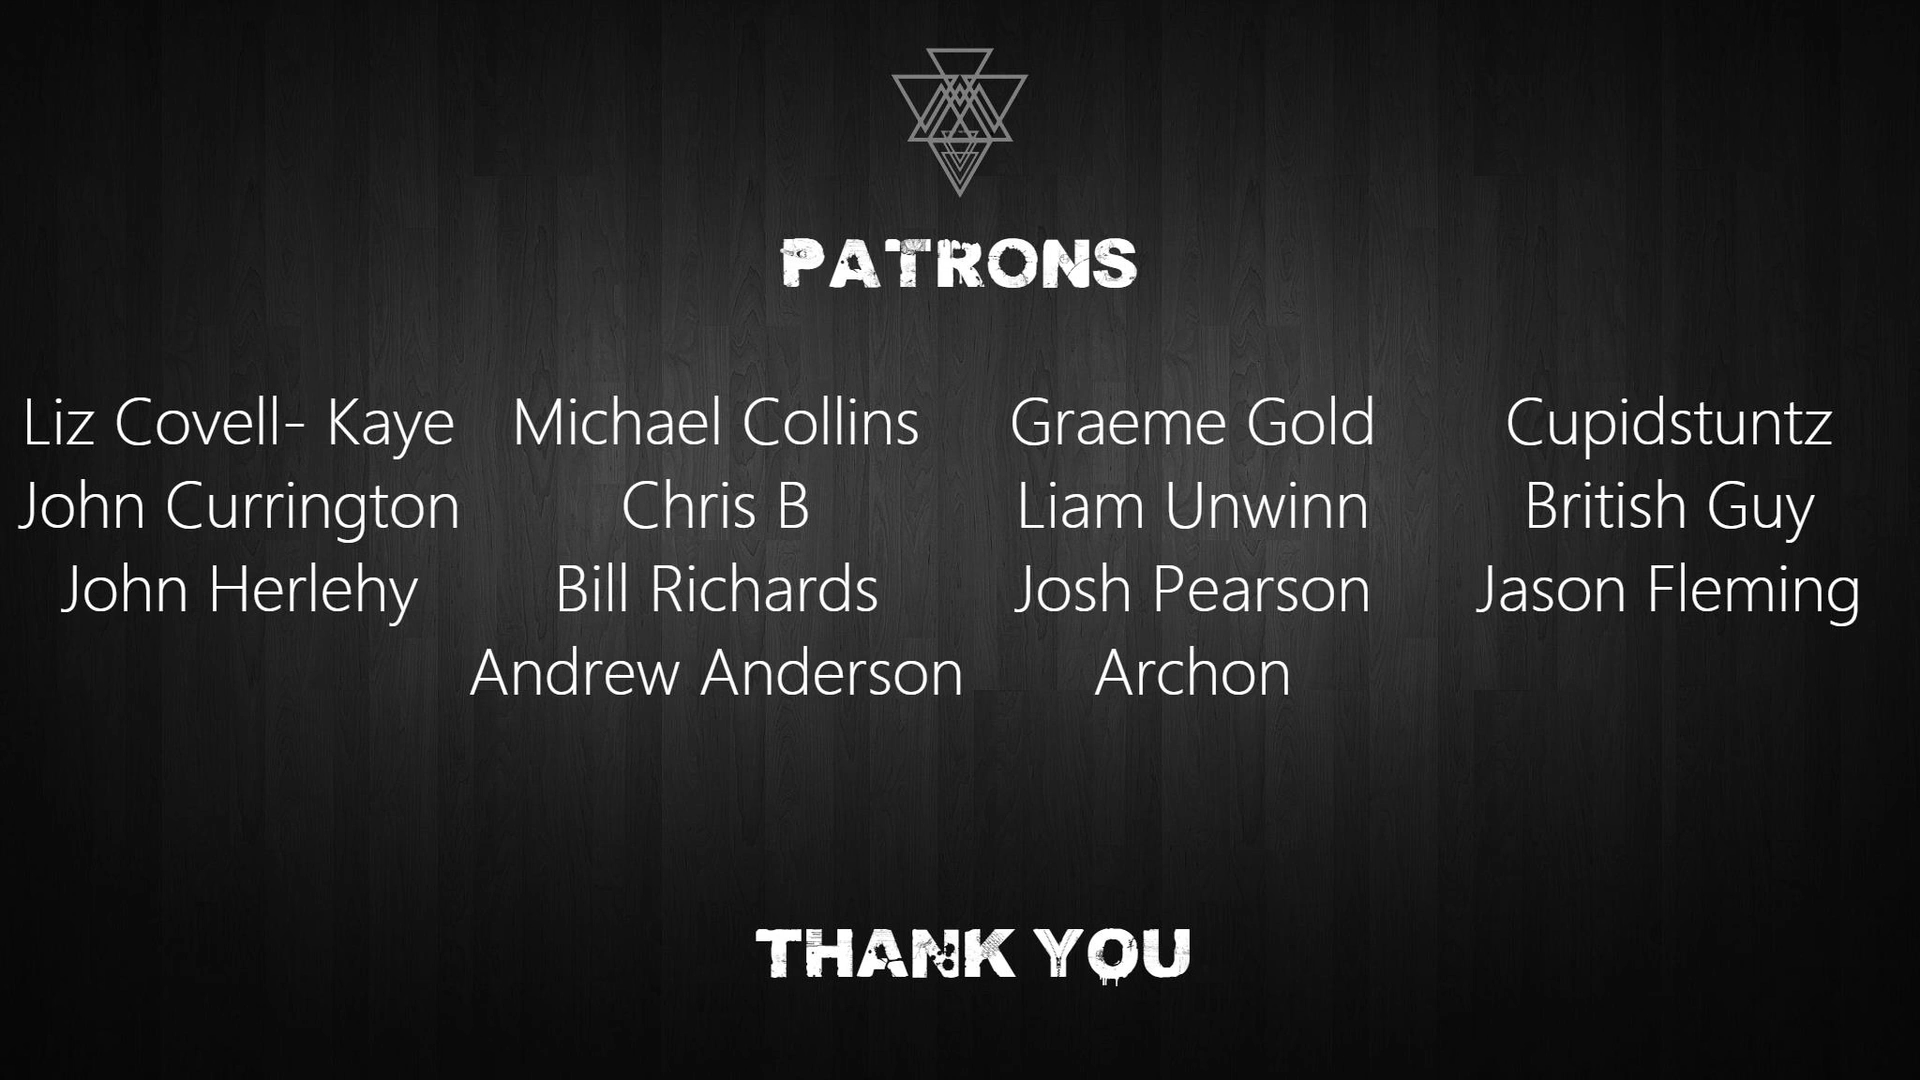 PATRONS
Liz Covell- Kaye Michael Collins Graeme Gold Cupidstuntz
John Currington Chris B Liam Unwinn British Guy
John Herlehy Bill Richards Josh Pearson Jason Fleming
Andrew Anderson Archon
THANK YOU